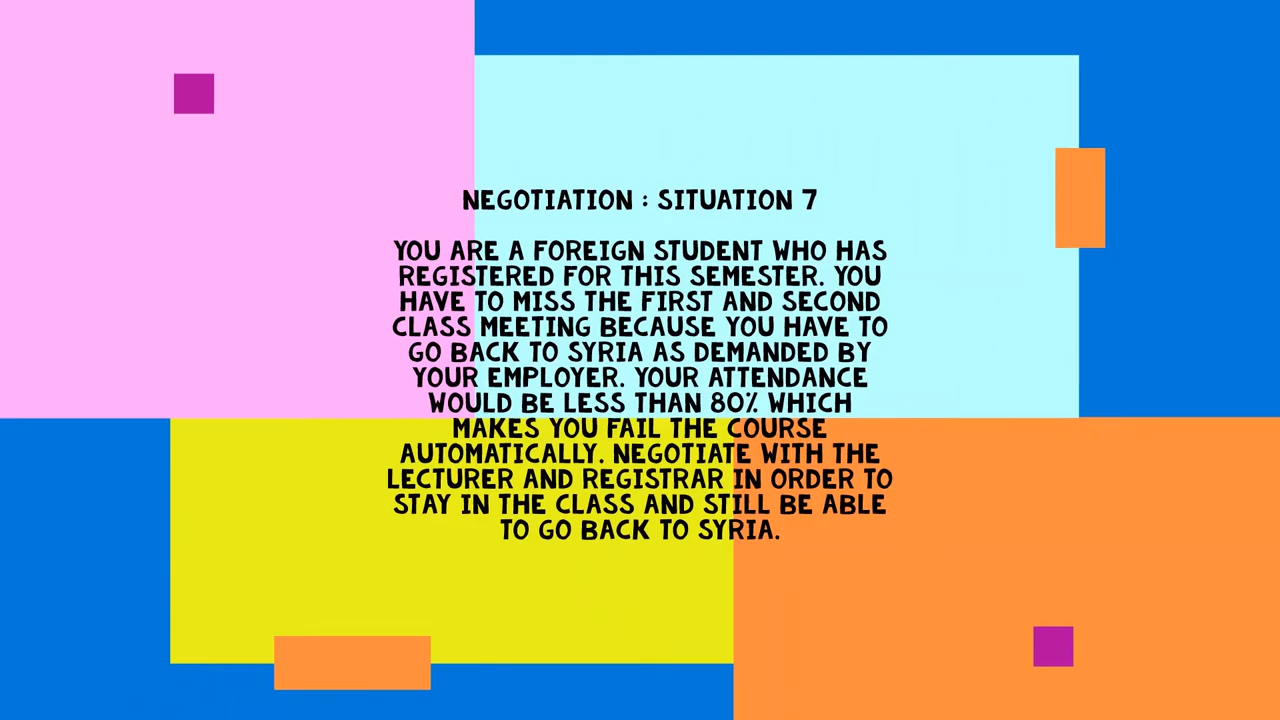 NEGOTIATION : SITUATION 7
YOU ARE A FOREIGN STUDENT WHO HAS
REGISTERED FOR THIS SEMESTER. YOU
HAVE TO MISS THE FIRST AND SECOND
CLASS MEETING BECAUSE YOU HAVE TO
GO BACK TO SYRIA AS DEMANDED BY
YOUR EMPLOYER. YOUR ATTENDANCE
WOULD BE LESS THAN 80% WHICH
MAKES YOU FAIL THE COURSE
AUTOMATICALLY. NEGOTIATE WITH THE
LECTURER AND REGISTRAR IN ORDER TO
STAY IN THE CLASS AND STILL BE ABLE
TO GO BACK TO SYRIA.